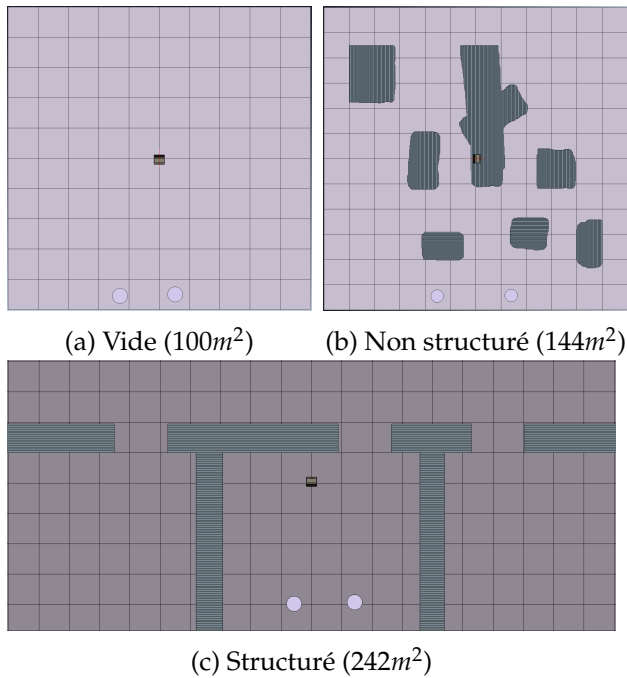 (a) Vide (100m²)
(b) Non structuré (144m²)
(c) Structuré (242m²)